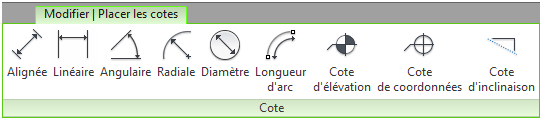 Modifier | Placer les cotes
Alignée Linéaire Angulaire Radiale Diamètre Longueur d'arc Cote d'élévation Cote de coordonnées Cote d'inclinaison
Cote